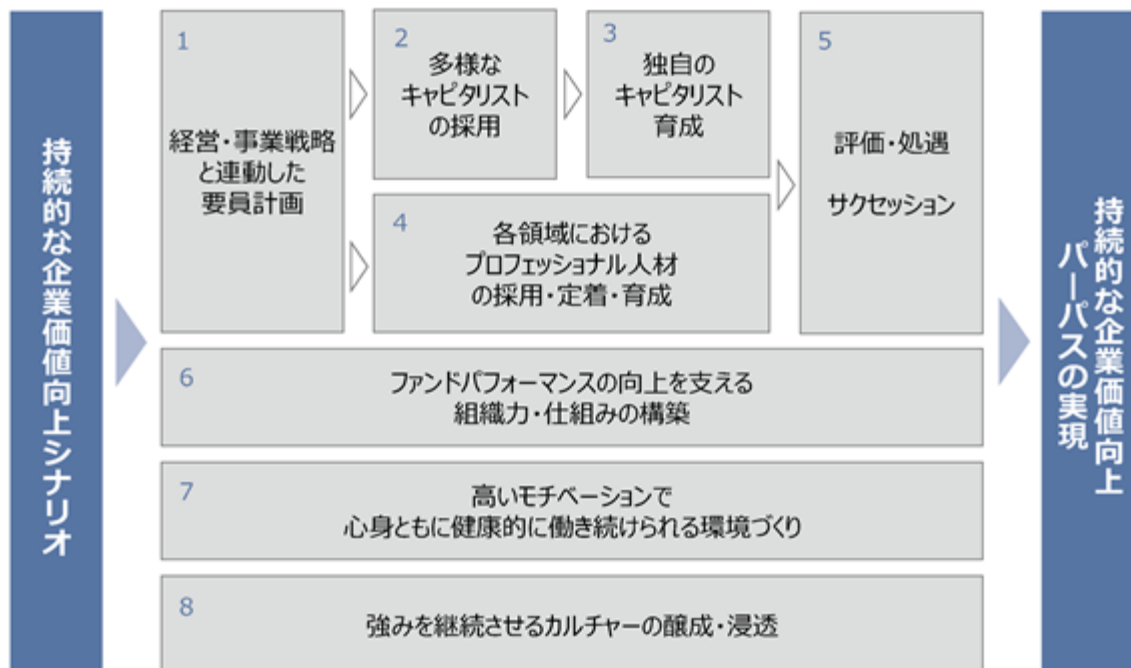 持続的な企業価値向上シナリオ
1
経営・事業戦略
と連動した
要員計画
2
多様な
キャピタリスト
の採用
3
独自の
キャピタリスト
育成
4
各領域における
プロフェッショナル人材
の採用・定着・育成
5
評価・処遇
サクセッション
6
ファンドパフォーマンスの向上を支える
組織力・仕組みの構築
7
高いモチベーションで
心身ともに健康的に働き続けられる環境づくり
8
強みを継続させるカルチャーの醸成・浸透
持続的な企業価値向上
パーパスの実現